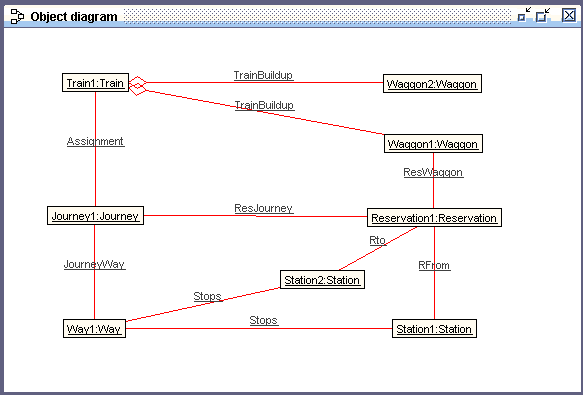 Object diagram
TrainBuildup
Train1:Train
Waggon2:Waggon
TrainBuildup
Assignment
Waggon1:Waggon
ResWaggon
ResJourney
Journey1:Journey
Reservation1:Reservation
Rto
JourneyWay
RFrom
Station2:Station
Stops
Stops
Way1:Way
Station1:Station